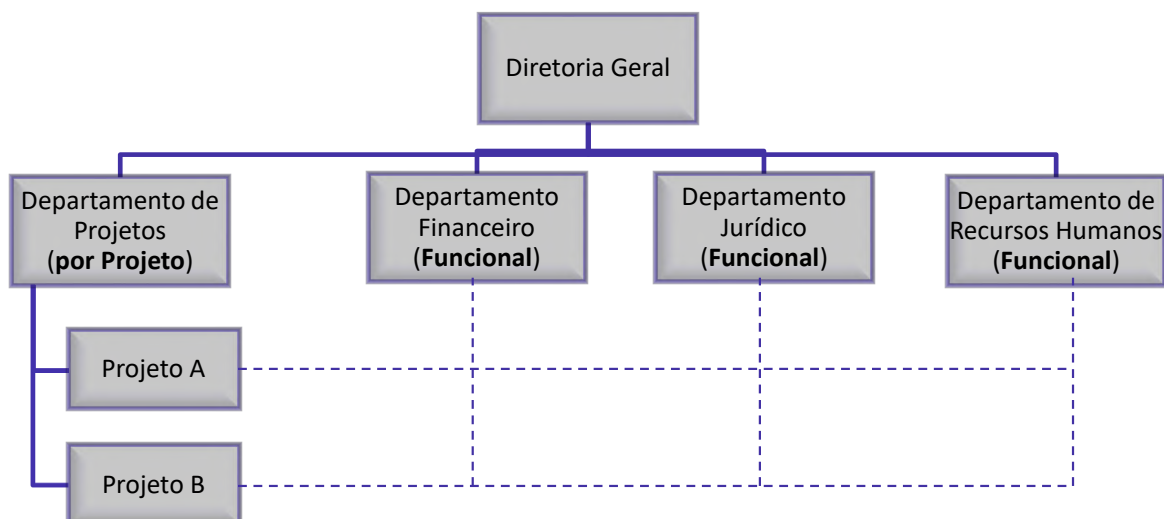 Diretoria Geral
Departamento de
Projetos
(por Projeto)
Departamento
Financeiro
(Funcional)
Departamento
Jurídico
(Funcional)
Departamento de
Recursos Humanos
(Funcional)
Projeto A
Projeto B